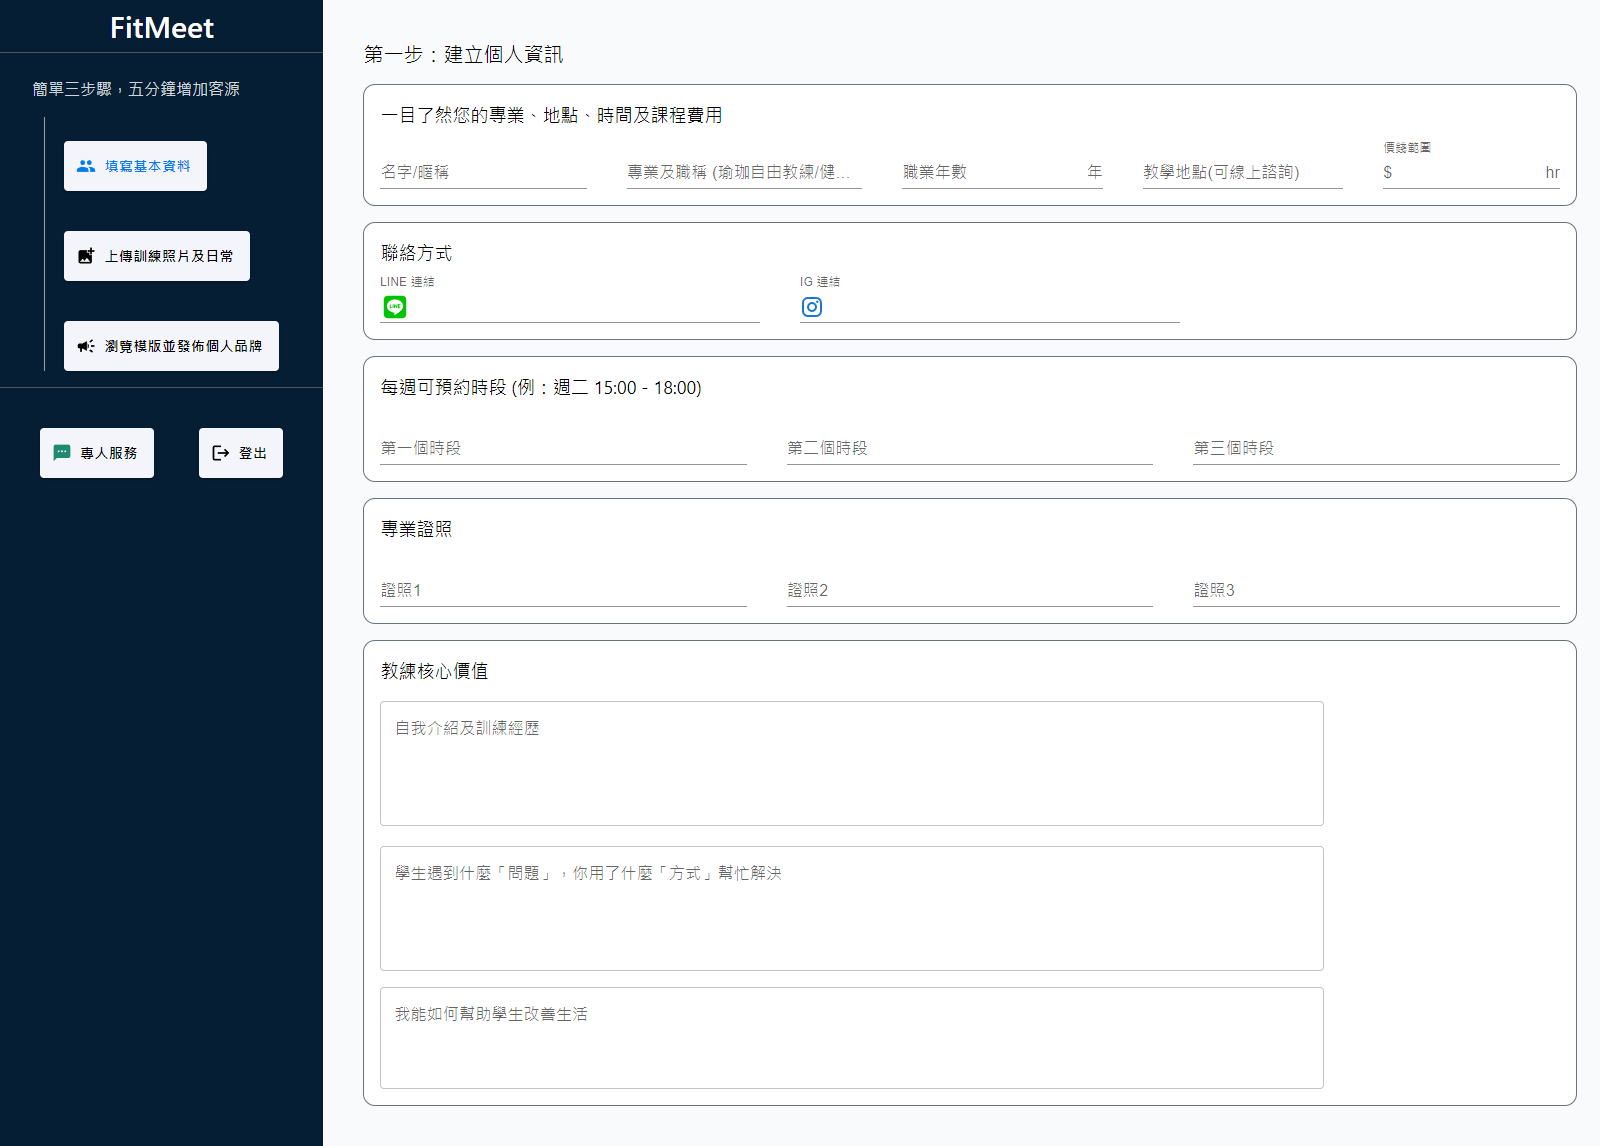 FitMeet
簡單三步驟，五分鐘增加客源
填寫基本資料
上傳訓練照片及日常
瀏覽模版並發佈個人品牌
專人服務
登出
第一步：建立個人資訊
一目了然您的專業、地點、時間及課程費用
價錢範圍
名字/暱稱 專業及職稱 (瑜珈自由教練/健... 職業年數 年 教學地點(可線上諮詢) $ hr
聯絡方式
LINE 連結 IG 連結
LINE
每週可預約時段 (例：週二 15:00 - 18:00)
第一個時段 第二個時段 第三個時段
專業證照
證照1 證照2 證照3
教練核心價值
自我介紹及訓練經歷
學生遇到什麼「問題」，你用了什麼「方式」幫忙解決
我能如何幫助學生改善生活